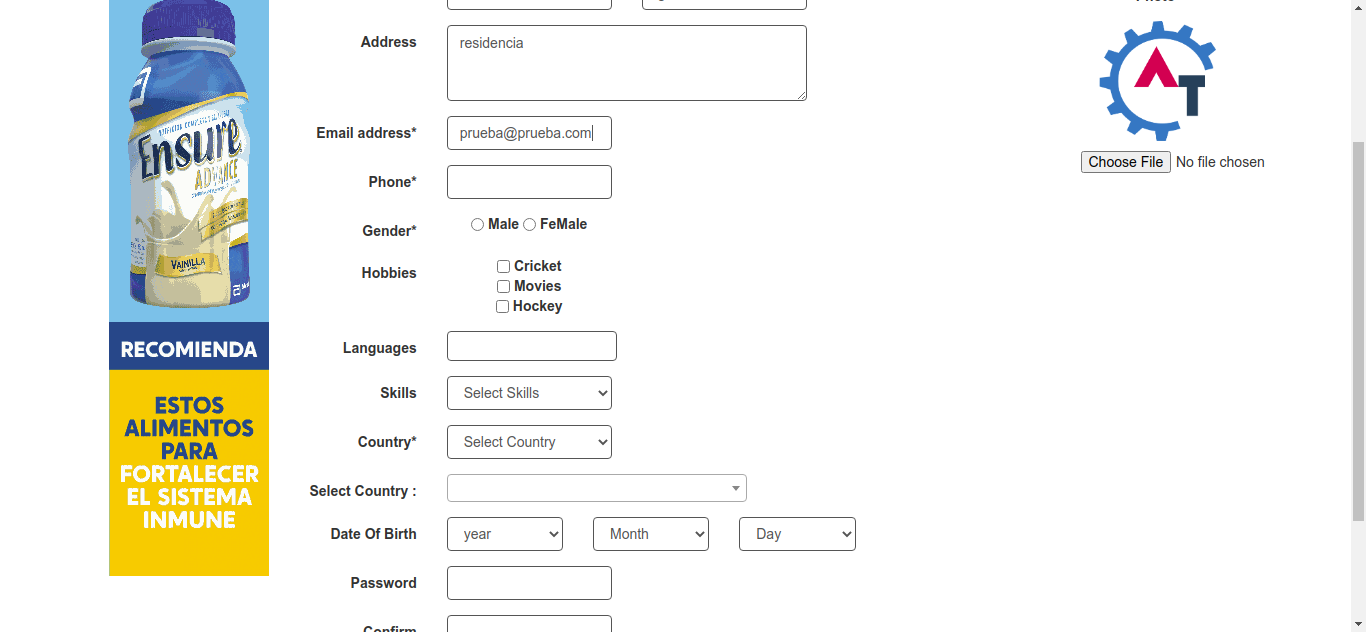 Address
residencia
Email address*
prueba@prueba.com
Phone*
Gender*
Male FeMale
Hobbies
Cricket
Movies
Hockey
Languages
Skills
Select Skills
Country*
Select Country
Select Country :
Date Of Birth
year Month Day
Password
AT
Choose File No file chosen
Ensure
ADVANCE
VAINILLA
RECOMIENDA
ESTOS
ALIMENTOS
PARA
FORTALECER
EL SISTEMA
INMUNE